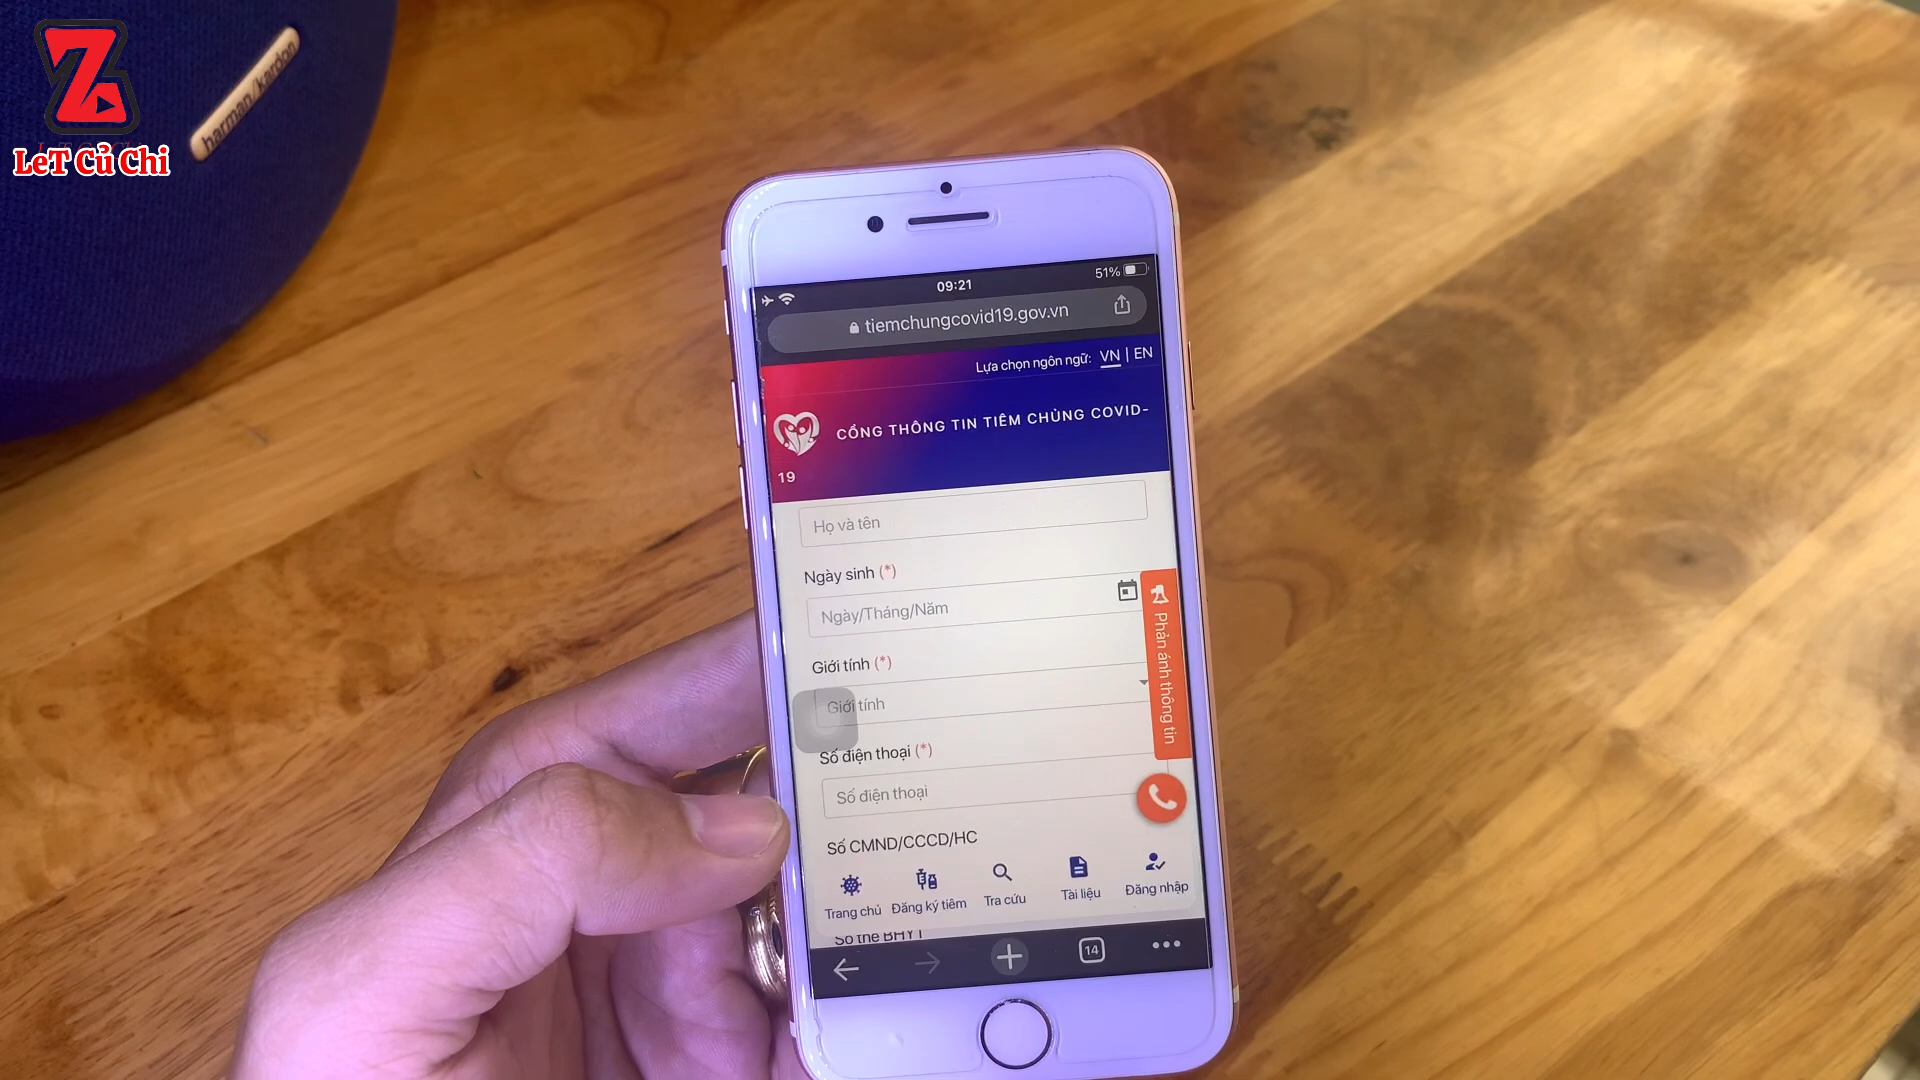 harman/kardon
LeT Củ Chi
09:21
51%
tiemchungcovid19.gov.vn
Lựa chọn ngôn ngữ: VN | EN
CỔNG THÔNG TIN TIÊM CHỦNG COVID-
19
Họ và tên
Ngày sinh (*)
Ngày/Tháng/Năm
Giới tính (*)
Giới tính
Phản ánh thông tin
Số điện thoại (*)
Số điện thoại
Số CMND/CCCD/HC
Trang chủ
Đăng ký tiêm
Tra cứu
Tài liệu
Đăng nhập
Số thẻ BHYT
14